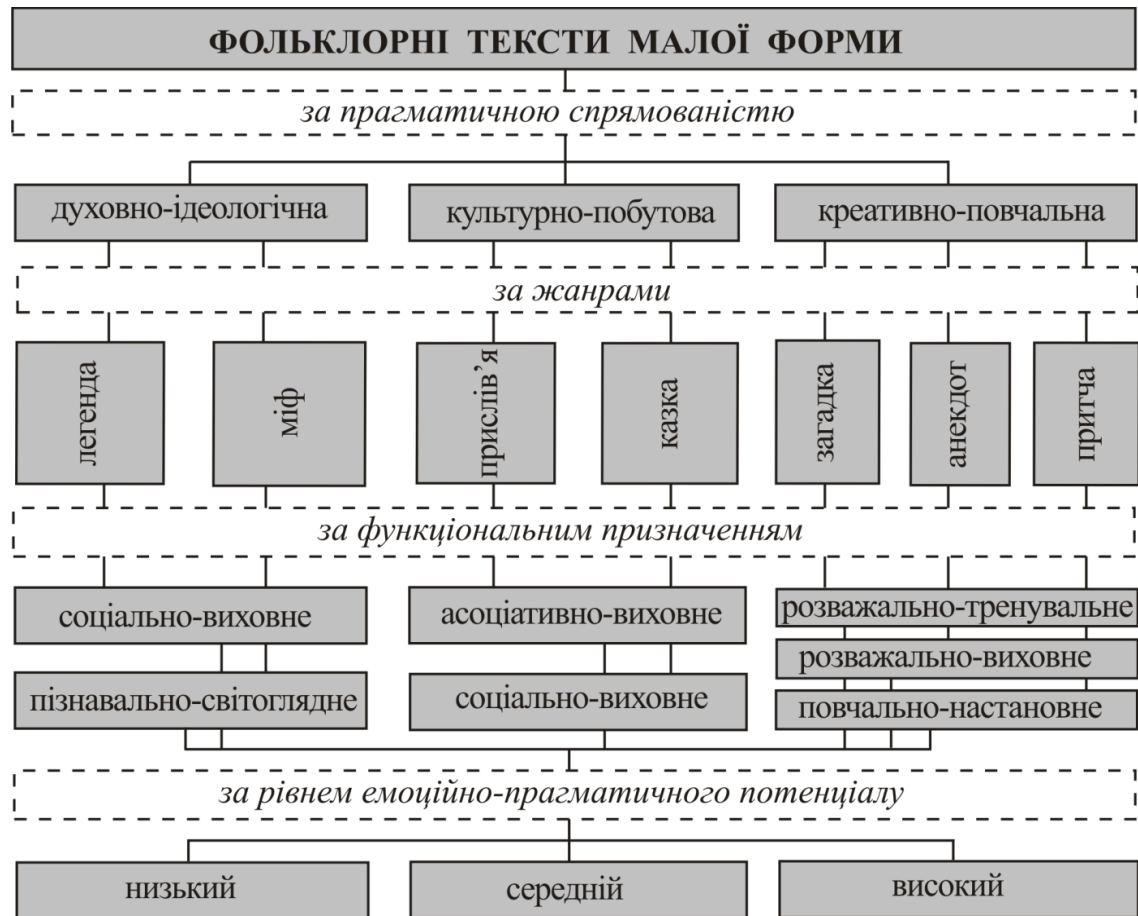 ФОЛЬКЛОРНІ ТЕКСТИ МАЛОЇ ФОРМИ
за прагматичною спрямованістю
духовно-ідеологічна
культурно-побутова
креативно-повчальна
за жанрами
легенда
міф
прислів’я
казка
загадка
анекдот
притча
за функціональним призначенням
соціально-виховне
асоціативно-виховне
розважально-тренувальне
розважально-виховне
пізнавально-світоглядне
соціально-виховне
повчально-настановне
за рівнем емоційно-прагматичного потенціалу
низький
середній
високий